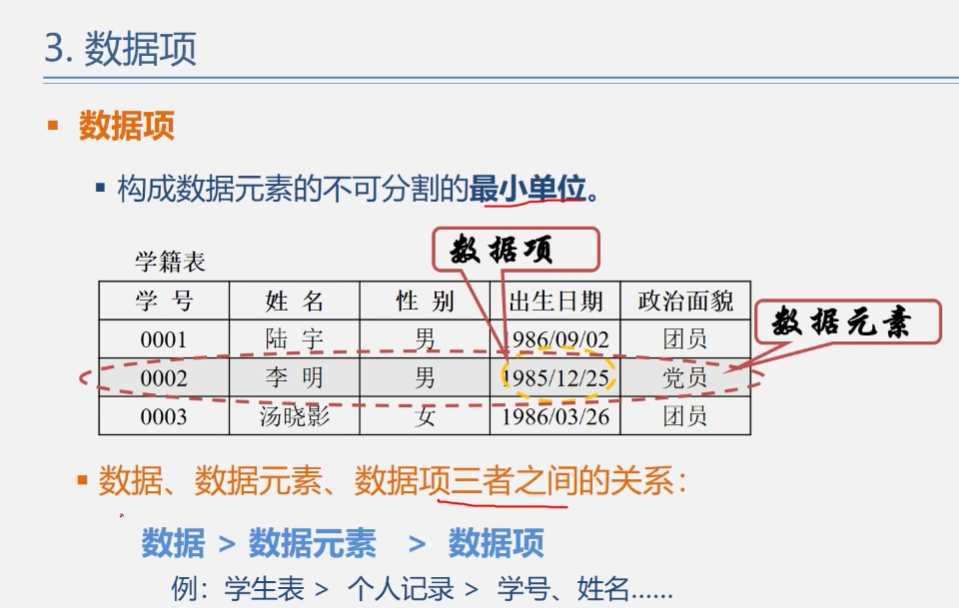 3. 数据项
▪ 数据项
▪ 构成数据元素的不可分割的最小单位。
数据项
学籍表
学 号 姓 名 性 别 出生日期 政治面貌
数据元素
0001 陆 宇 男 1986/09/02 团员
0002 李 明 男 1985/12/25 党员
0003 汤晓影 女 1986/03/26 团员
▪ 数据、数据元素、数据项三者之间的关系：
数据 > 数据元素 > 数据项
例：学生表 > 个人记录 > 学号、姓名……